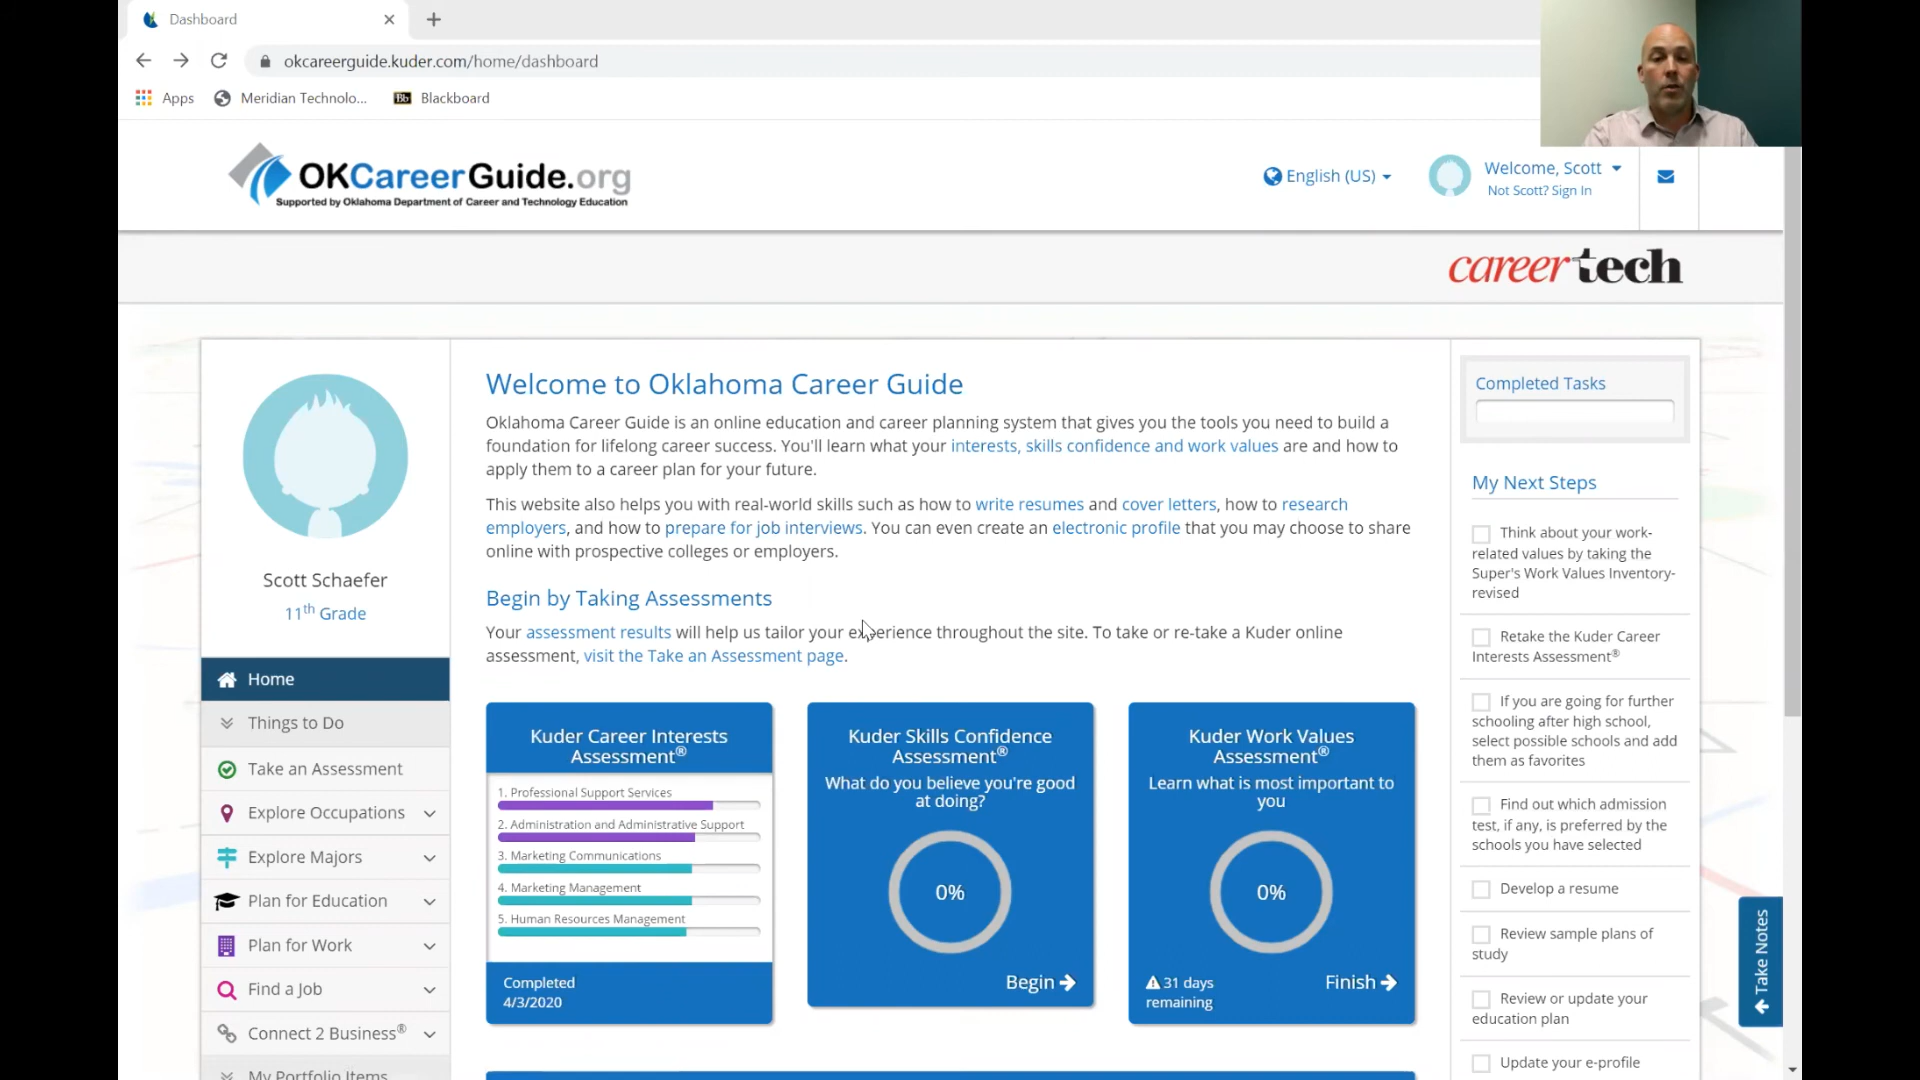 Dashboard
okcareerguide.kuder.com/home/dashboard
Apps
Meridian Technolo...
Bb
Blackboard
OKCareerGuide.org
Supported by Oklahoma Department of Career and Technology Education
English (US)
Welcome, Scott
Not Scott? Sign In
careertech
Scott Schaefer
11th Grade
Home
Things to Do
Take an Assessment
Explore Occupations
Explore Majors
Plan for Education
Plan for Work
Find a Job
Connect 2 Business®
My Portfolio Items
Welcome to Oklahoma Career Guide
Oklahoma Career Guide is an online education and career planning system that gives you the tools you need to build a
foundation for lifelong career success. You'll learn what your interests, skills confidence and work values are and how to
apply them to a career plan for your future.
This website also helps you with real-world skills such as how to write resumes and cover letters, how to research
employers, and how to prepare for job interviews. You can even create an electronic profile that you may choose to share
online with prospective colleges or employers.
Begin by Taking Assessments
Your assessment results will help us tailor your experience throughout the site. To take or re-take a Kuder online
assessment, visit the Take an Assessment page.
Kuder Career Interests
Assessment®
1. Professional Support Services
2. Administration and Administrative Support
3. Marketing Communications
4. Marketing Management
5. Human Resources Management
Completed
4/3/2020
Kuder Skills Confidence
Assessment®
What do you believe you're good
at doing?
0%
Begin
Kuder Work Values
Assessment®
Learn what is most important to
you
0%
31 days
remaining
Finish
Completed Tasks
My Next Steps
Think about your work-
related values by taking the
Super's Work Values Inventory-
revised
Retake the Kuder Career
Interests Assessment®
If you are going for further
schooling after high school,
select possible schools and add
them as favorites
Find out which admission
test, if any, is preferred by the
schools you have selected
Develop a resume
Review sample plans of
study
Review or update your
education plan
Update your e-profile
Take Notes